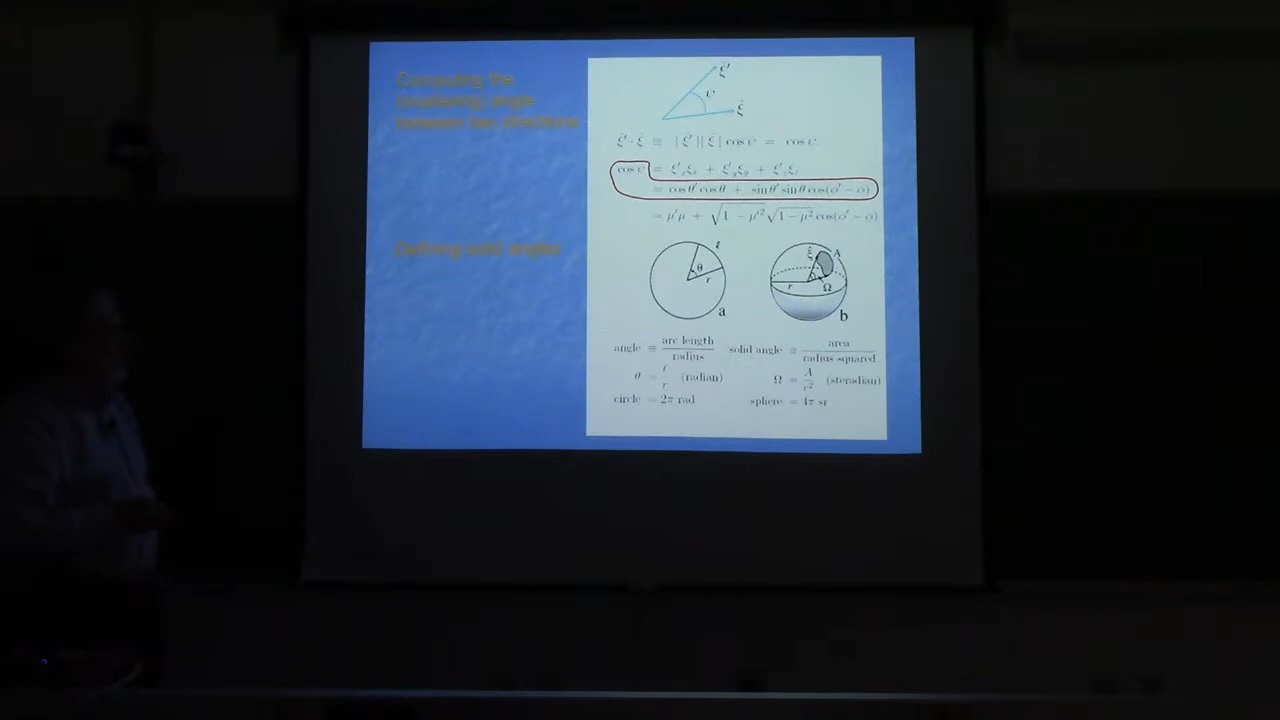 Computing the
(scattering) angle
between two directions
ξ̂′
ψ
ξ̂
ξ̂′ · ξ̂ ≡ | ξ̂′ || ξ̂ | cos ψ = cos ψ
cos ψ = ξ′ₓξₓ + ξ′ᵧξᵧ + ξ′_zξ_z
= cos θ′ cos θ + sin θ′ sin θ cos(φ′ − φ)
= μ′μ + √(1 − μ′²) √(1 − μ²) cos(φ′ − φ)
Defining solid angles
ℓ
θ
r
a
ξ̂
A
r
Ω
b
angle ≡ arc length / radius
solid angle ≡ area / radius squared
θ = ℓ / r (radian)
Ω = A / r² (steradian)
circle = 2π rad
sphere = 4π sr